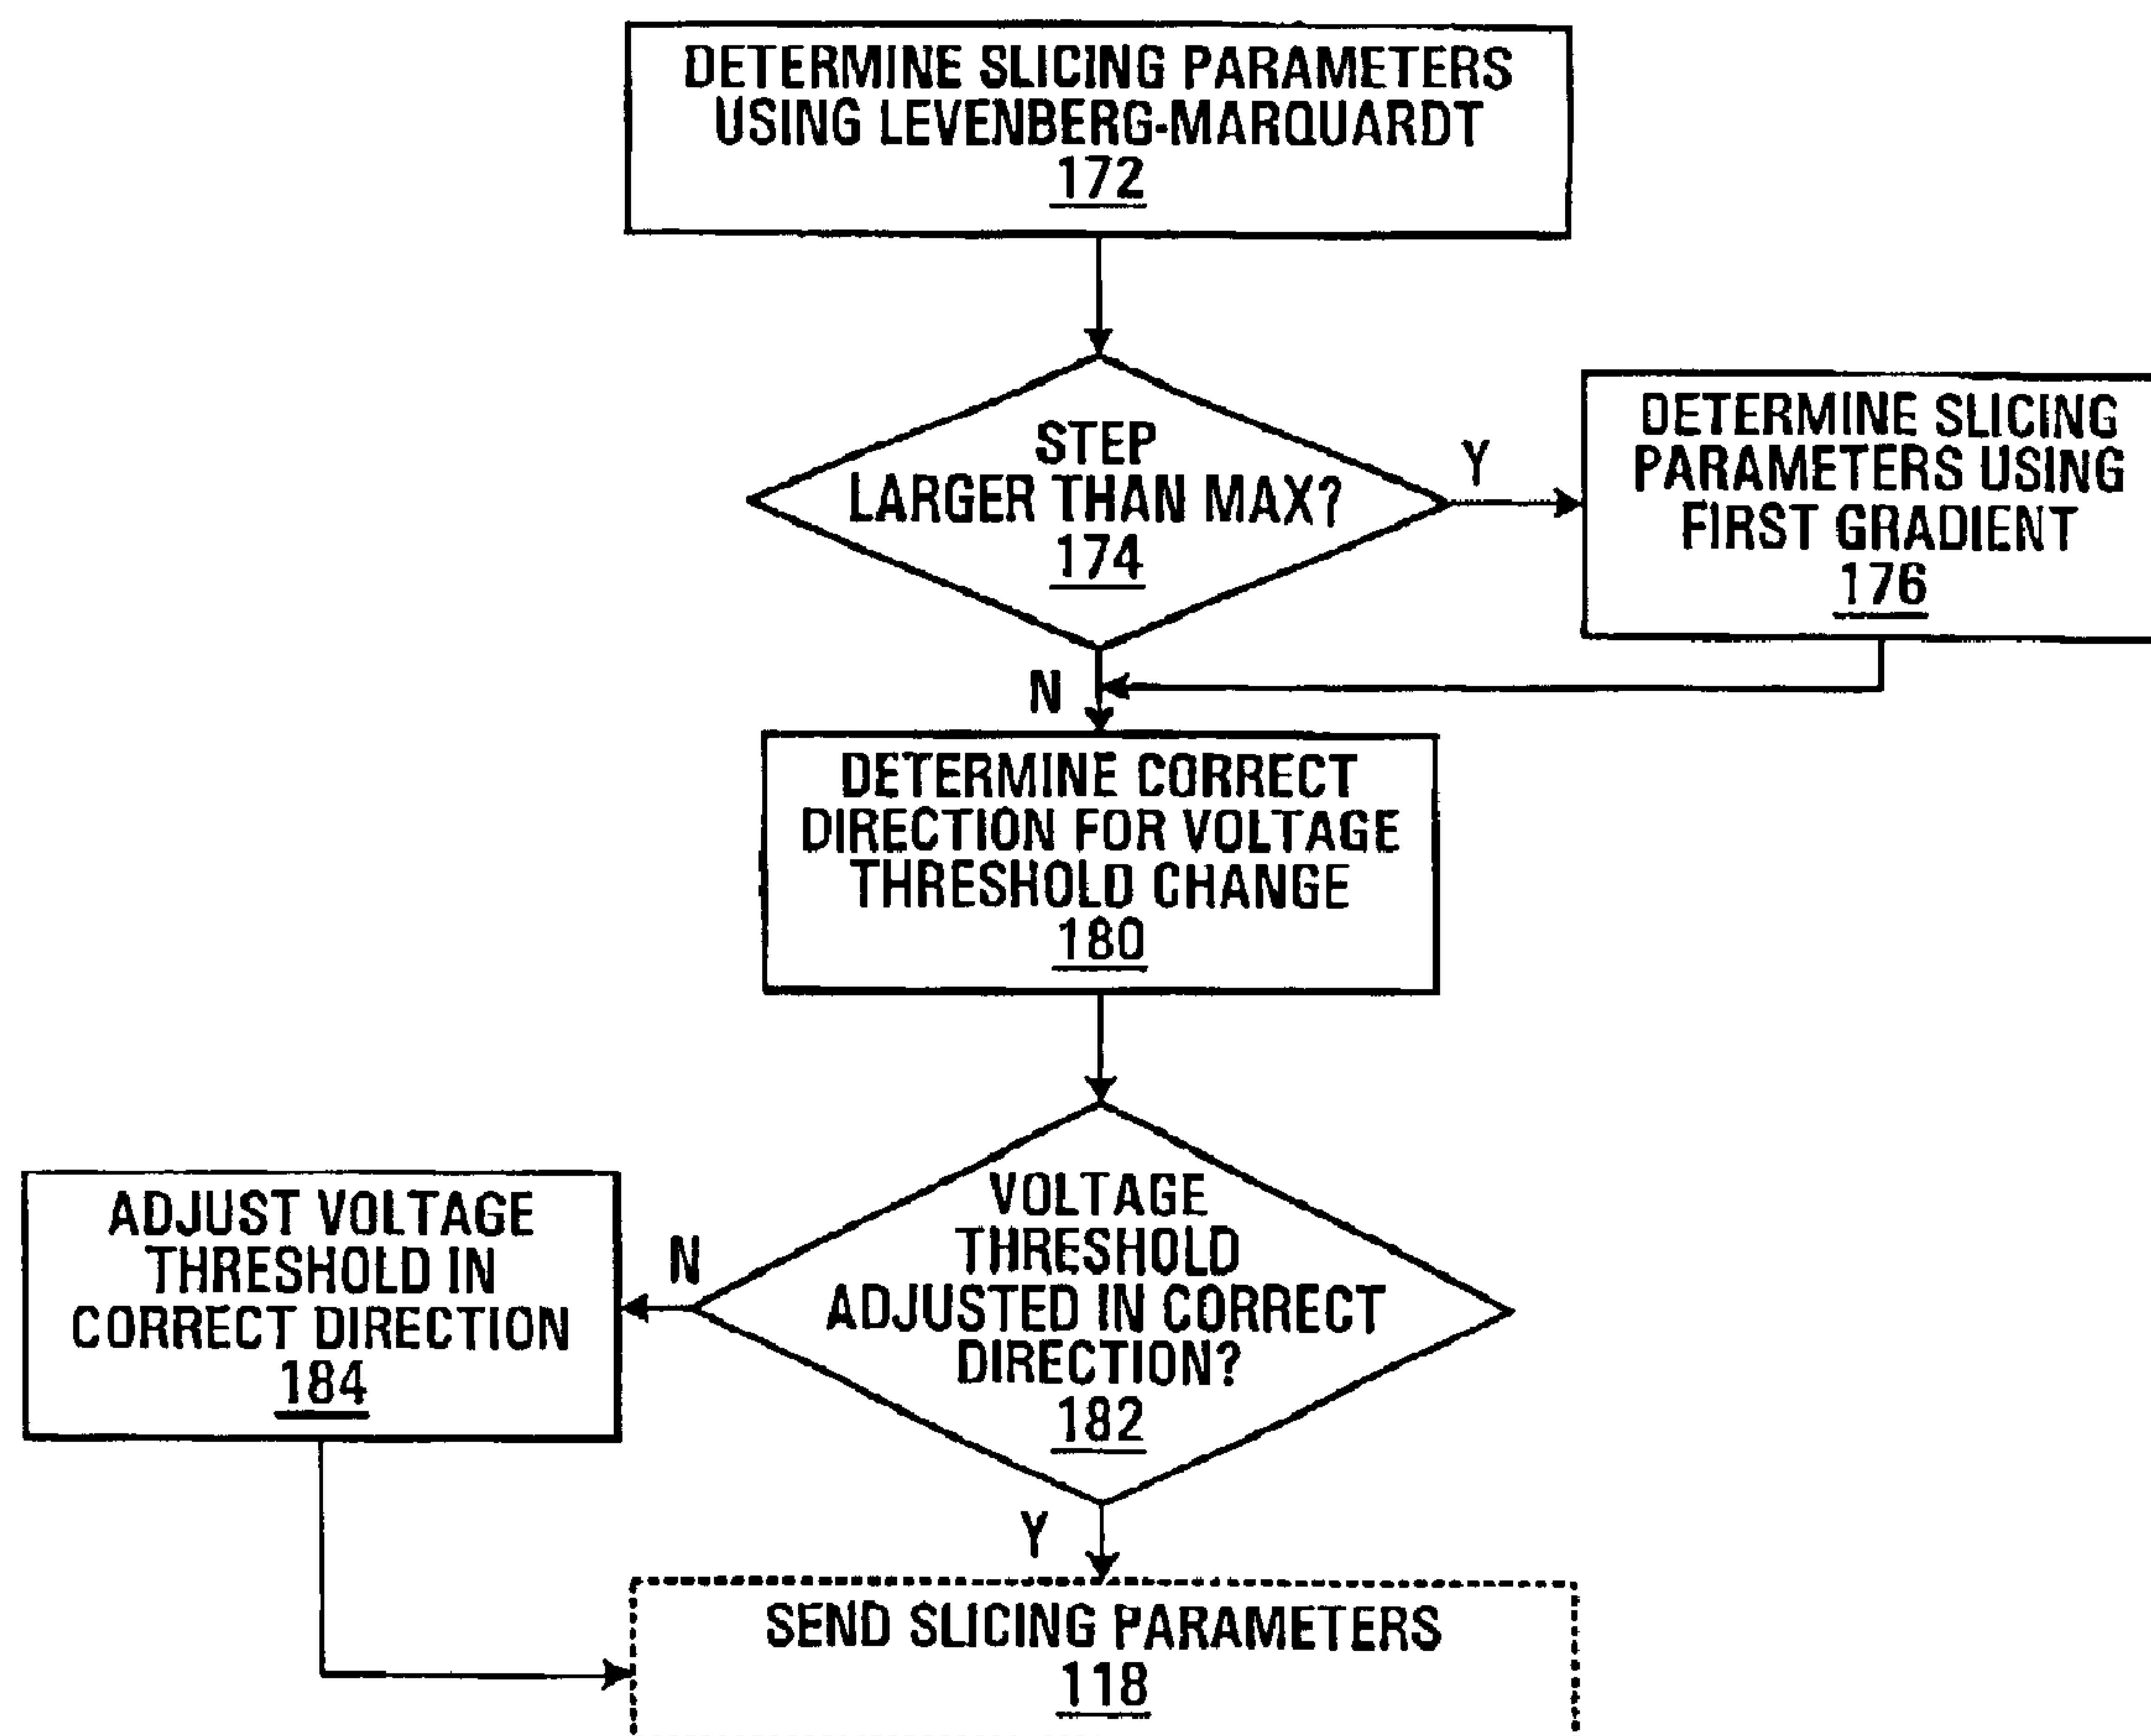 DETERMINE SLICING PARAMETERS
USING LEVENBERG-MARQUARDT
172
STEP
LARGER THAN MAX?
174
Y
DETERMINE SLICING
PARAMETERS USING
FIRST GRADIENT
176
N
DETERMINE CORRECT
DIRECTION FOR VOLTAGE
THRESHOLD CHANGE
180
VOLTAGE
THRESHOLD
ADJUSTED IN CORRECT
DIRECTION?
182
N
ADJUST VOLTAGE
THRESHOLD IN
CORRECT DIRECTION
184
Y
SEND SLICING PARAMETERS
118